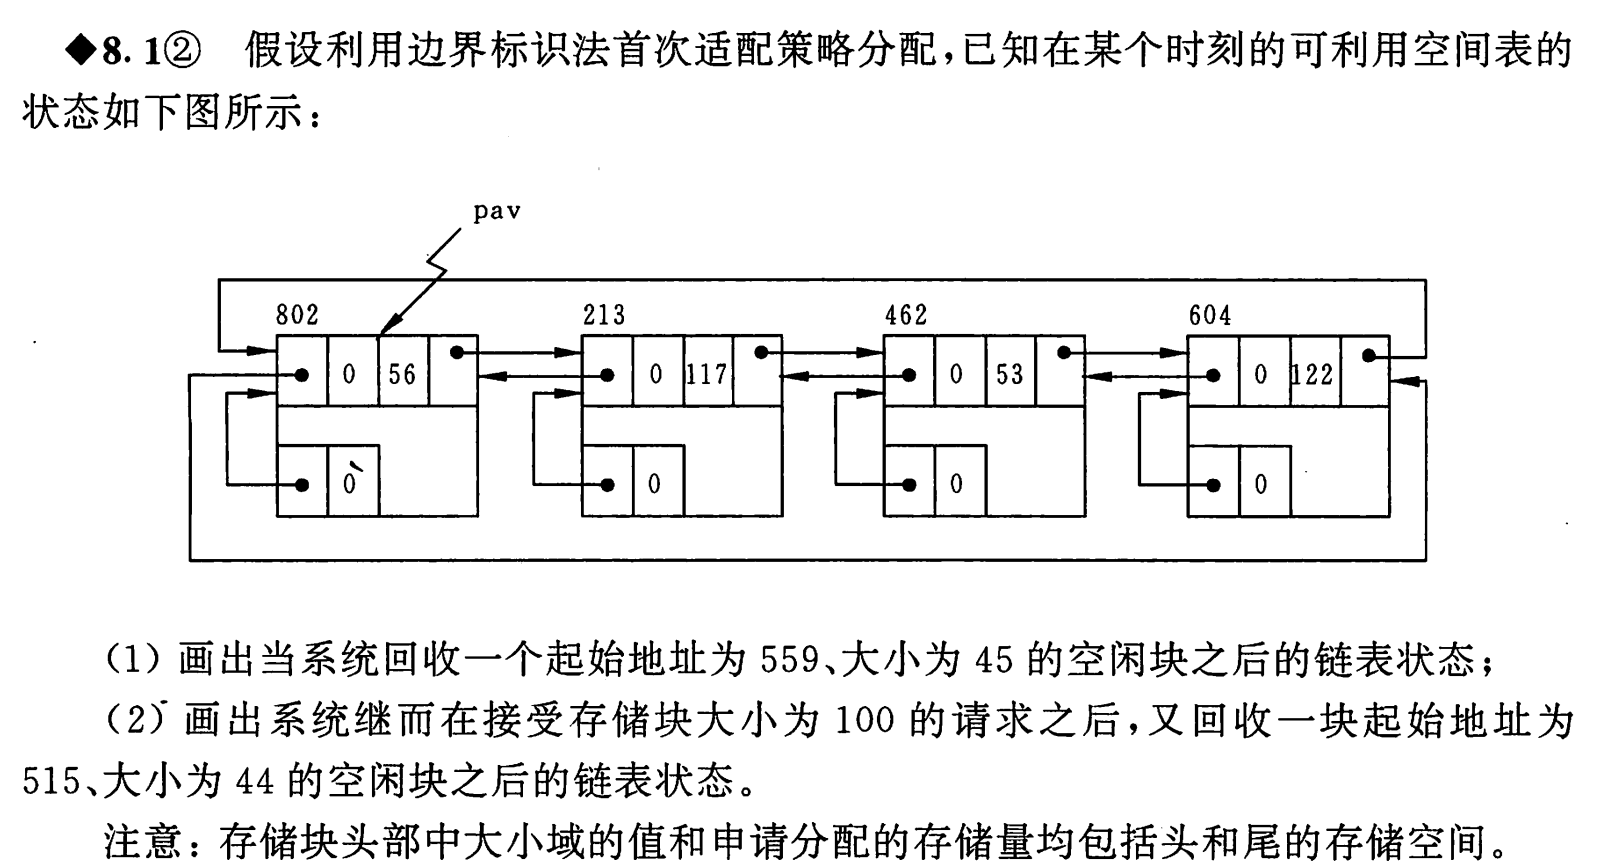 ◆8.1② 假设利用边界标识法首次适配策略分配,已知在某个时刻的可利用空间表的
状态如下图所示:
pav
802 213 462 604
0 56 0 117 0 53 0 122
0 0 0 0
(1) 画出当系统回收一个起始地址为 559、大小为 45 的空闲块之后的链表状态;
(2) 画出系统继而在接受存储块大小为 100 的请求之后,又回收一块起始地址为
515、大小为 44 的空闲块之后的链表状态。
注意: 存储块头部中大小域的值和申请分配的存储量均包括头和尾的存储空间。